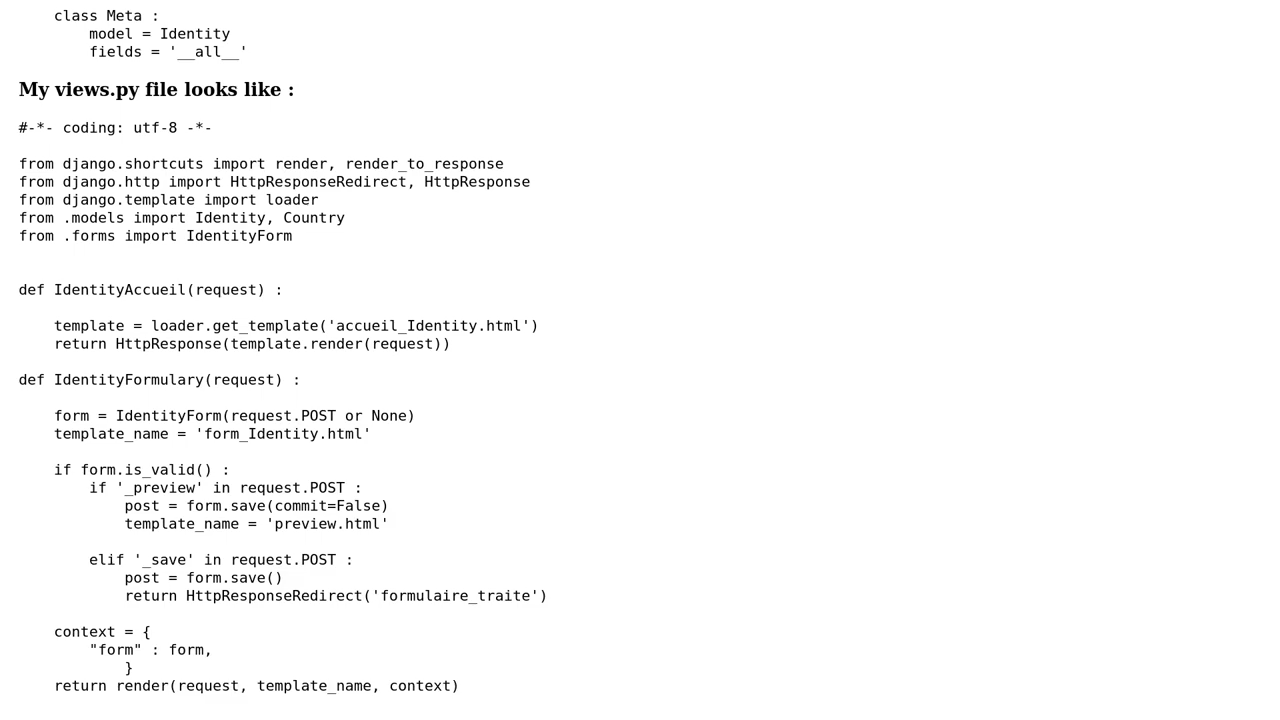 class Meta :
        model = Identity
        fields = '__all__'
My views.py file looks like :
#-*- coding: utf-8 -*-
from django.shortcuts import render, render_to_response
from django.http import HttpResponseRedirect, HttpResponse
from django.template import loader
from .models import Identity, Country
from .forms import IdentityForm
def IdentityAccueil(request) :
    template = loader.get_template('accueil_Identity.html')
    return HttpResponse(template.render(request))
def IdentityFormulary(request) :
    form = IdentityForm(request.POST or None)
    template_name = 'form_Identity.html'
    if form.is_valid() :
        if '_preview' in request.POST :
            post = form.save(commit=False)
            template_name = 'preview.html'
        elif '_save' in request.POST :
            post = form.save()
            return HttpResponseRedirect('formulaire_traite')
    context = {
        "form" : form,
            }
    return render(request, template_name, context)